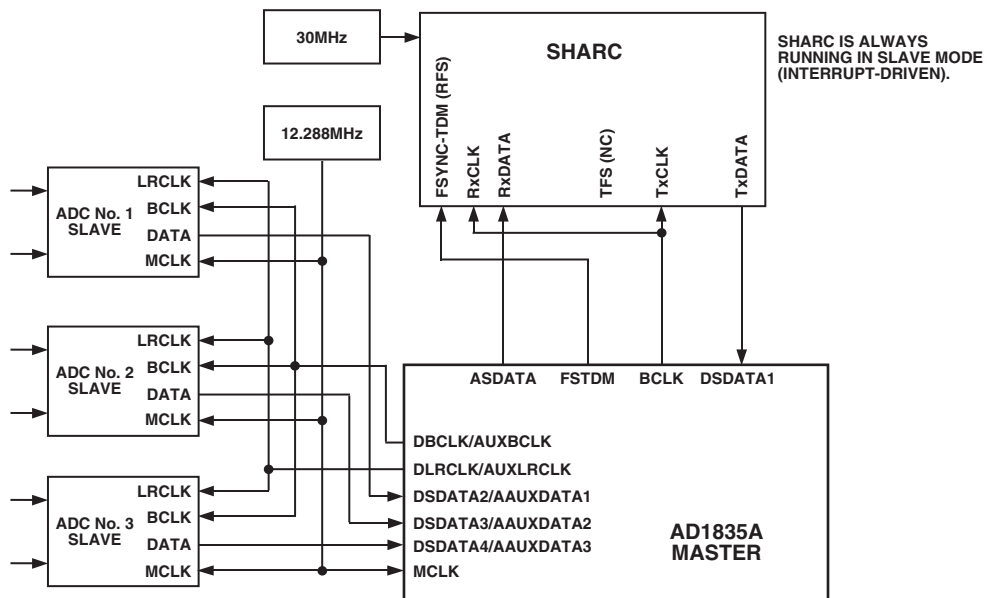 30MHz
SHARC
SHARC IS ALWAYS
RUNNING IN SLAVE MODE
(INTERRUPT-DRIVEN).
FSYNC-TDM (RFS)
RxCLK
RxDATA
TFS (NC)
TxCLK
TxDATA
12.288MHz
ADC No. 1
SLAVE
LRCLK
BCLK
DATA
MCLK
ADC No. 2
SLAVE
LRCLK
BCLK
DATA
MCLK
ADC No. 3
SLAVE
LRCLK
BCLK
DATA
MCLK
ASDATA FSTDM BCLK DSDATA1
DBCLK/AUXBCLK
DLRCLK/AUXLRCLK
DSDATA2/AAUXDATA1
DSDATA3/AAUXDATA2
DSDATA4/AAUXDATA3
MCLK
AD1835A
MASTER